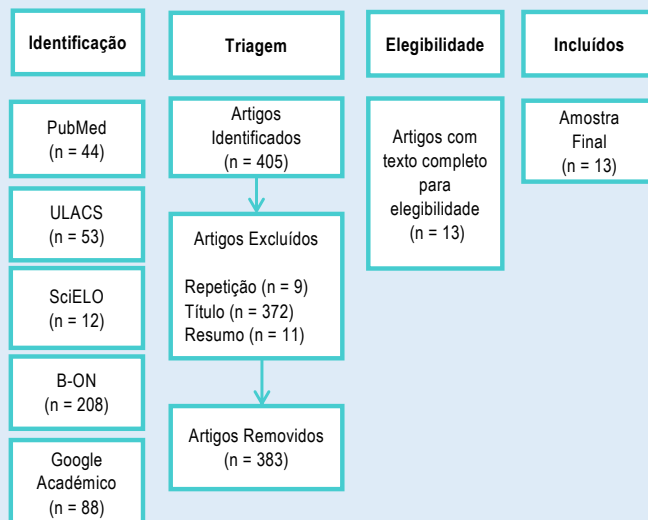 Identificação
PubMed
(n = 44)
ULACS
(n = 53)
SciELO
(n = 12)
B-ON
(n = 208)
Google
Académico
(n = 88)
Triagem
Artigos
Identificados
(n = 405)
Artigos Excluídos
Repetição (n = 9)
Título (n = 372)
Resumo (n = 11)
Artigos Removidos
(n = 383)
Elegibilidade
Artigos com
texto completo
para
elegibilidade
(n = 13)
Incluídos
Amostra
Final
(n = 13)